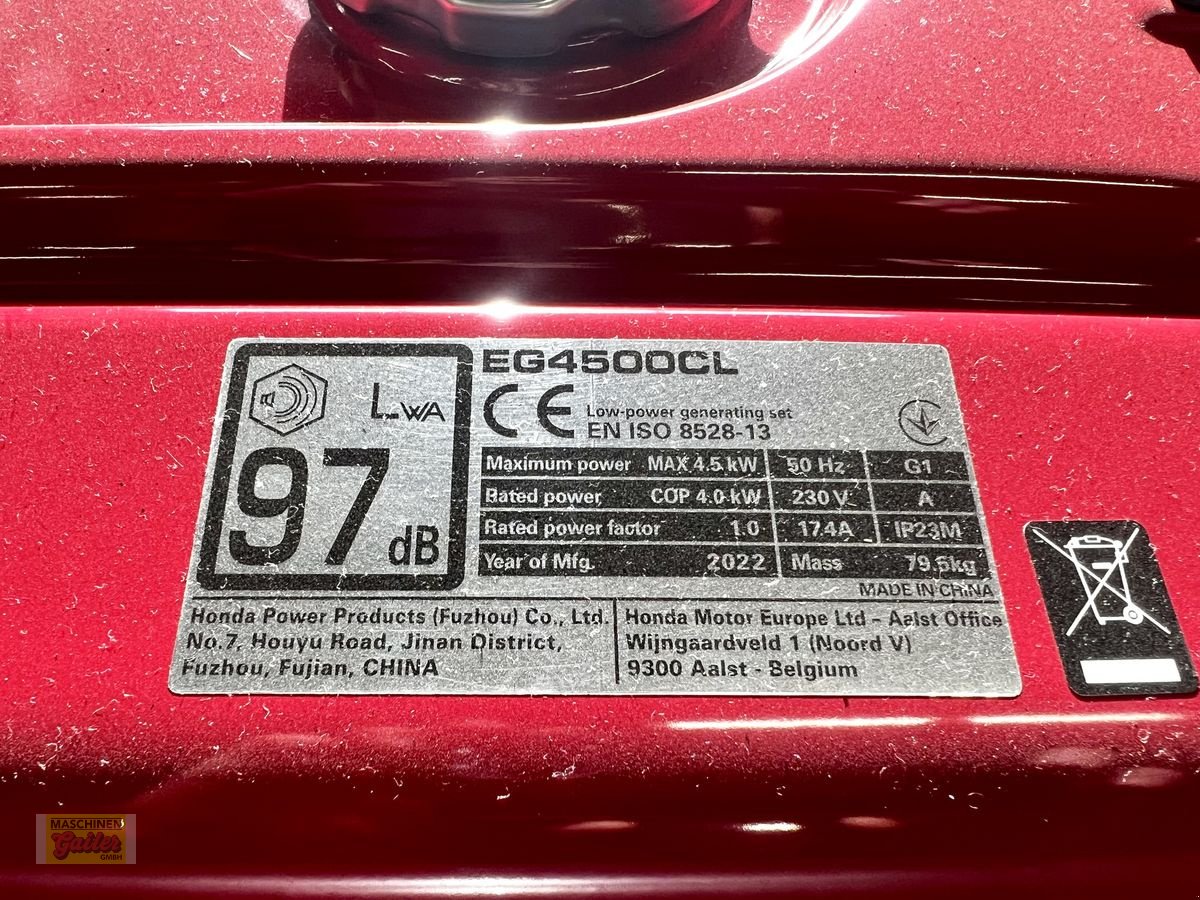 EG4500CL
LWA
97 dB
CE
Low-power generating set
EN ISO 8528-13
Maximum power MAX 4.5 kW 50 Hz G1
Rated power COP 4.0 kW 230 V A
Rated power factor 1.0 17.4A IP23M
Year of Mfg. 2022 Mass 79.5kg
MADE IN CHINA
Honda Power Products (Fuzhou) Co., Ltd.
No.7, Houyu Road, Jinan District,
Fuzhou, Fujian, CHINA
Honda Motor Europe Ltd - Aalst Office
Wijngaardveld 1 (Noord V)
9300 Aalst - Belgium
MASCHINEN
Gailer
GMBH